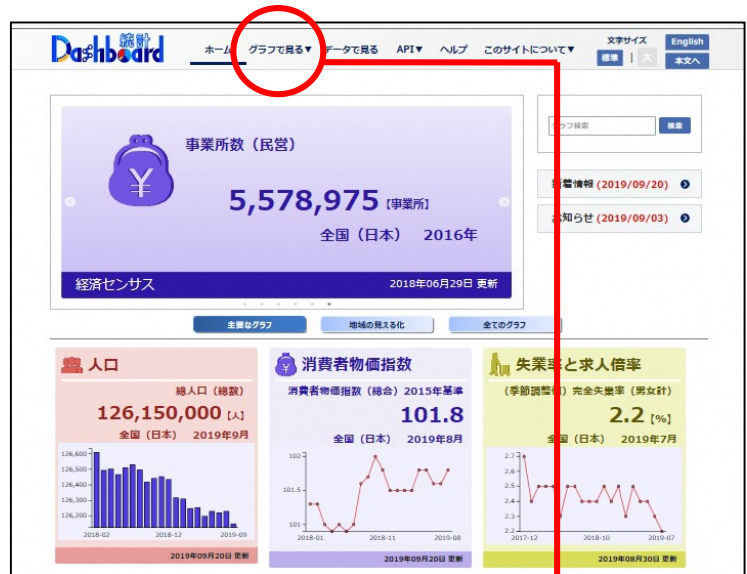 統計
Dashboard
ホーム グラフで見る▼ データで見る API▼ ヘルプ このサイトについて▼
文字サイズ
標準 | 大
English
本文へ
事業所数（民営）
5,578,975【事業所】
全国（日本） 2016年
経済センサス 2018年06月29日 更新
グラフ検索 検索
新着情報 (2019/09/20)
お知らせ (2019/09/03)
主要なグラフ 地域の見える化 全てのグラフ
人口
総人口（総数）
126,150,000【人】
全国（日本） 2019年9月
126,600
126,500
126,400
126,300
126,200
2018-02 2018-12 2019-09
2019年09月20日 更新
消費者物価指数
消費者物価指数（総合）2015年基準
101.8
全国（日本） 2019年8月
102
101.5
101
2018-01 2018-11 2019-08
2019年09月20日 更新
失業率と求人倍率
（季節調整値）完全失業率（男女計）
2.2【%】
全国（日本） 2019年7月
2.7
2.6
2.5
2.4
2.3
2.2
2017-12 2018-10 2019-07
2019年08月30日 更新